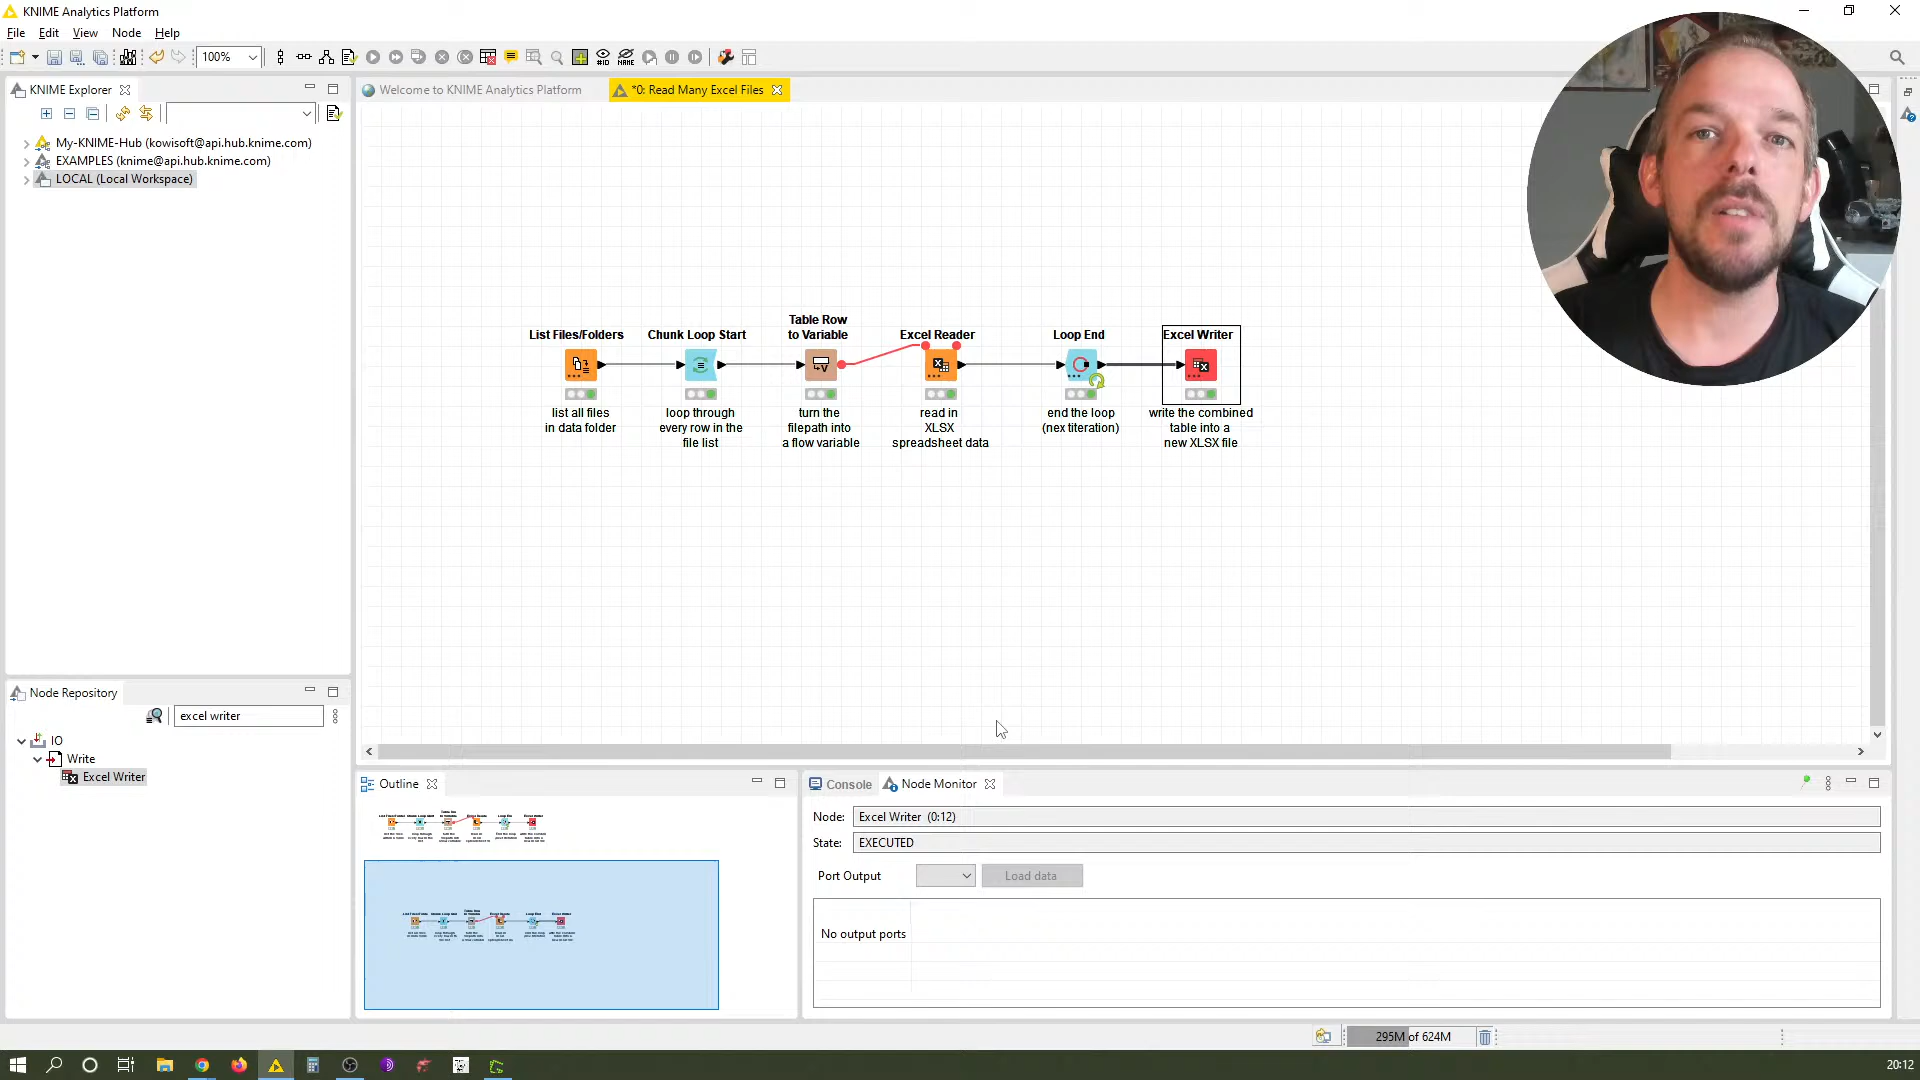 KNIME Analytics Platform
File Edit View Node Help
100%
KNIME Explorer
Welcome to KNIME Analytics Platform
*0: Read Many Excel Files
My-KNIME-Hub (kowisoft@api.hub.knime.com)
EXAMPLES (knime@api.hub.knime.com)
LOCAL (Local Workspace)
List Files/Folders
list all files
in data folder
Chunk Loop Start
loop through
every row in the
file list
Table Row
to Variable
turn the
filepath into
a flow variable
Excel Reader
read in
XLSX
spreadsheet data
Loop End
end the loop
(nex titeration)
Excel Writer
write the combined
table into a
new XLSX file
Node Repository
excel writer
IO
Write
Excel Writer
Outline
Console
Node Monitor
Node: Excel Writer (0:12)
State: EXECUTED
Port Output
Load data
No output ports
295M of 624M
20:12